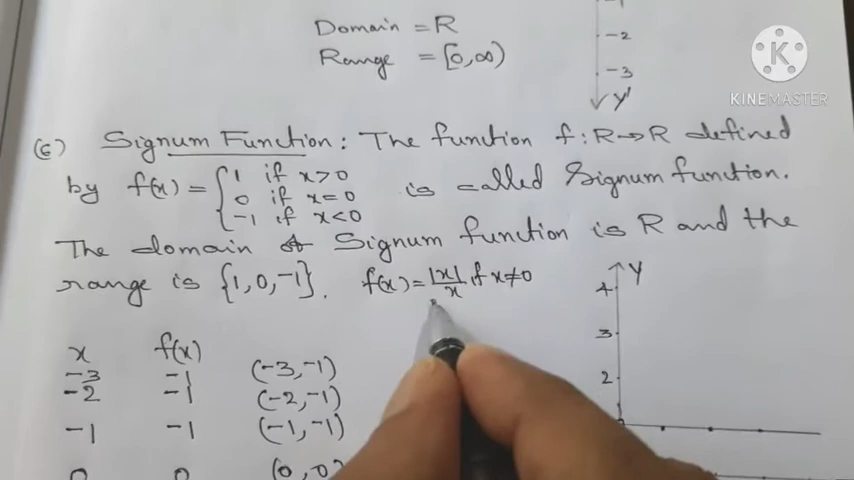 Domain = R
Range = [0,∞)
-1
-2
-3
Y'
KINEMASTER
(c) Signum Function: The function f: R→R defined
by f(x) = { 1 if x>0
0 if x=0
-1 if x<0
is called Signum function.
The domain of Signum function is R and the
range is {1, 0, -1}. f(x) = |x|/x if x≠0
Y
4
3
2
x f(x)
-3 -1 (-3,-1)
-2 -1 (-2,-1)
-1 -1 (-1,-1)
0 0 (0,0)